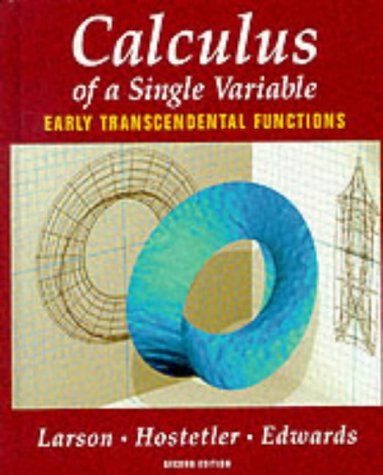 Calculus
of a Single Variable
EARLY TRANSCENDENTAL FUNCTIONS
Larson · Hostetler · Edwards
SECOND EDITION